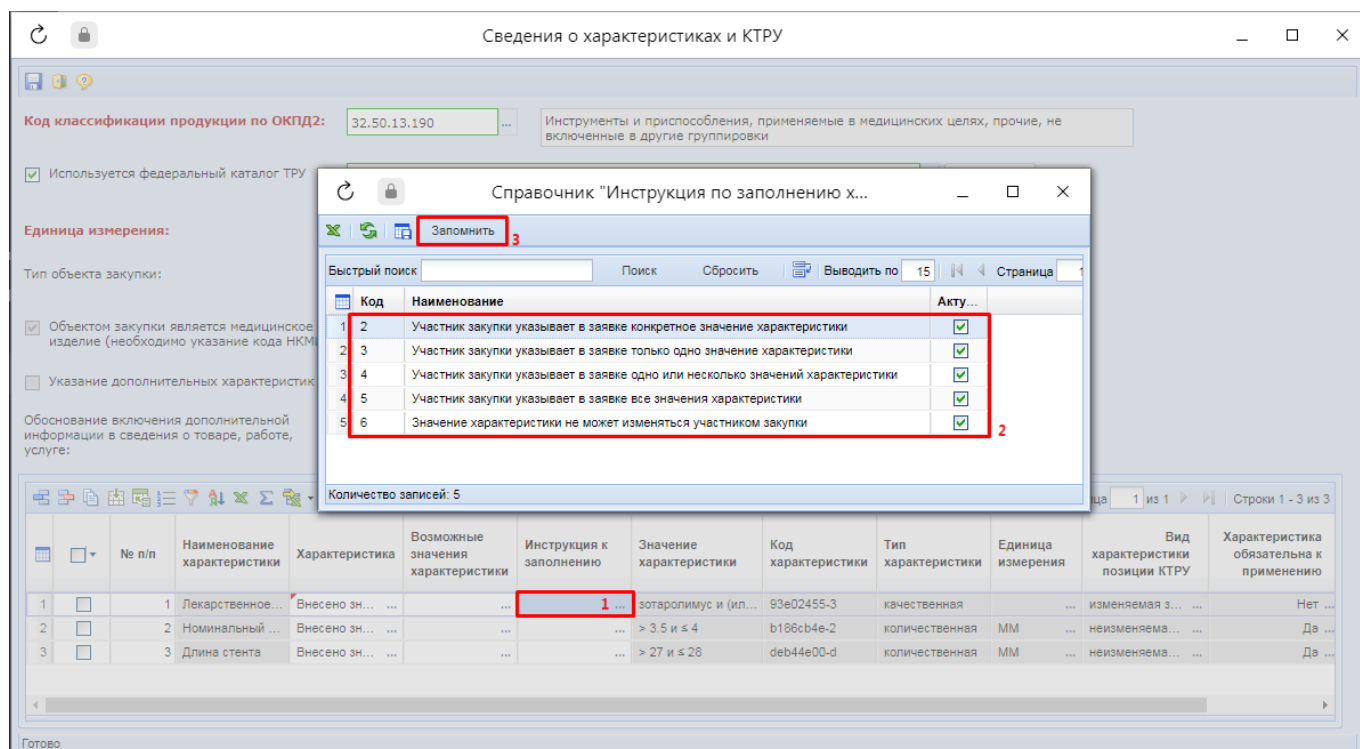 Сведения о характеристиках и КТРУ
Код классификации продукции по ОКПД2:
32.50.13.190
...
Инструменты и приспособления, применяемые в медицинских целях, прочие, не
включенные в другие группировки
Используется федеральный каталог ТРУ
Единица измерения:
Тип объекта закупки:
Объектом закупки является медицинское
изделие (необходимо указание кода НКМИ
Указание дополнительных характеристик
Обоснование включения дополнительной
информации в сведения о товаре, работе,
услуге:
Справочник "Инструкция по заполнению х...
Запомнить
3
Быстрый поиск
Поиск
Сбросить
Выводить по
15
Страница
1
Код Наименование Акту...
1 2 Участник закупки указывает в заявке конкретное значение характеристики
2 3 Участник закупки указывает в заявке только одно значение характеристики
3 4 Участник закупки указывает в заявке одно или несколько значений характеристики
4 5 Участник закупки указывает в заявке все значения характеристики
5 6 Значение характеристики не может изменяться участником закупки
2
Количество записей: 5
ца 1 из 1 Строки 1 - 3 из 3
№ п/п
Наименование
характеристики
Характеристика
Возможные
значения
характеристики
Инструкция к
заполнению
Значение
характеристики
Код
характеристики
Тип
характеристики
Единица
измерения
Вид
характеристики
позиции КТРУ
Характеристика
обязательна к
применению
1 1 Лекарственное... Внесено зн... ... ... 1 ... зотаролимус и (ил... 93e02455-3 качественная ... изменяемая з... ... Нет ...
2 2 Номинальный ... Внесено зн... ... ... ... > 3.5 и ≤ 4 b186cb4e-2 количественная ММ ... неизменяема... ... Да ...
3 3 Длина стента Внесено зн... ... ... ... > 27 и ≤ 28 deb44e00-d количественная ММ ... неизменяема... ... Да ...
Готово